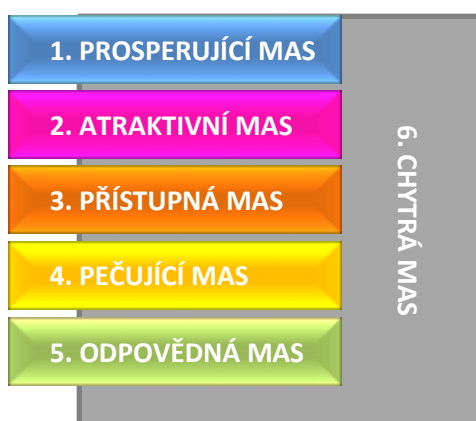 1. PROSPERUJÍCÍ MAS
2. ATRAKTIVNÍ MAS
3. PŘÍSTUPNÁ MAS
4. PEČUJÍCÍ MAS
5. ODPOVĚDNÁ MAS
6. CHYTRÁ MAS